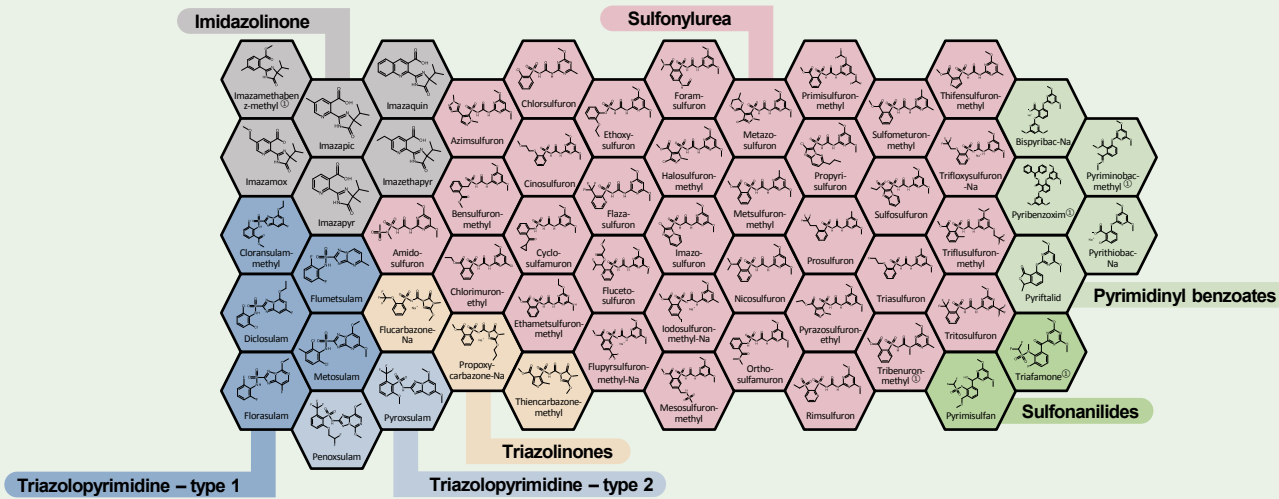 Imidazolinone
Sulfonylurea
Imazamethaben
z-methyl ①
Imazaquin
Chlorsulfuron
Foram-
sulfuron
Primisulfuron-
methyl
Thifensulfuron-
methyl
Imazapic
Azimsulfuron
Ethoxy-
sulfuron
Metazo-
sulfuron
Sulfometuron-
methyl
Bispyribac-Na
Imazamox
Imazethapyr
Cinosulfuron
Halosulfuron-
methyl
Propyri-
sulfuron
Trifloxysulfuron
-Na
Pyriminobac-
methyl ①
Imazapyr
Bensulfuron-
methyl
Flaza-
sulfuron
Metsulfuron-
methyl
Sulfosulfuron
Pyribenzoxim ①
Cloransulam-
methyl
Amido-
sulfuron
Cyclo-
sulfamuron
Imazo-
sulfuron
Prosulfuron
Triflusulfuron-
methyl
Pyrithiobac-
Na
Flumetsulam
Chlorimuron-
ethyl
Fluceto-
sulfuron
Nicosulfuron
Triasulfuron
Pyriftalid
Pyrimidinyl benzoates
Diclosulam
Flucarbazone-
Na
Ethametsulfuron-
methyl
Iodosulfuron-
methyl-Na
Pyrazosulfuron-
ethyl
Tritosulfuron
Metosulam
Propoxy-
carbazone-Na
Flupyrsulfuron-
methyl-Na
Ortho-
sulfamuron
Tribenuron-
methyl ①
Triafamone ①
Florasulam
Pyroxsulam
Thiencarbazone-
methyl
Mesosulfuron-
methyl
Rimsulfuron
Pyrimisulfan
Sulfonanilides
Penoxsulam
Triazolinones
Triazolopyrimidine – type 1
Triazolopyrimidine – type 2